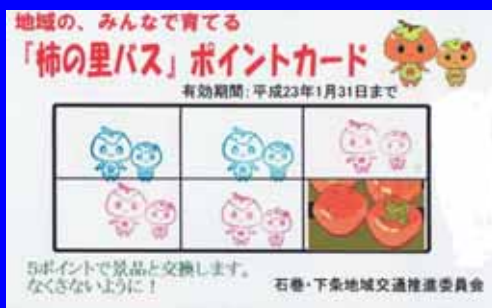 地域の、みんなで育てる
「柿の里バス」ポイントカード
有効期間:平成23年1月31日まで
5ポイントで景品と交換します。
なくさないように!
石巻・下条地域交通推進委員会